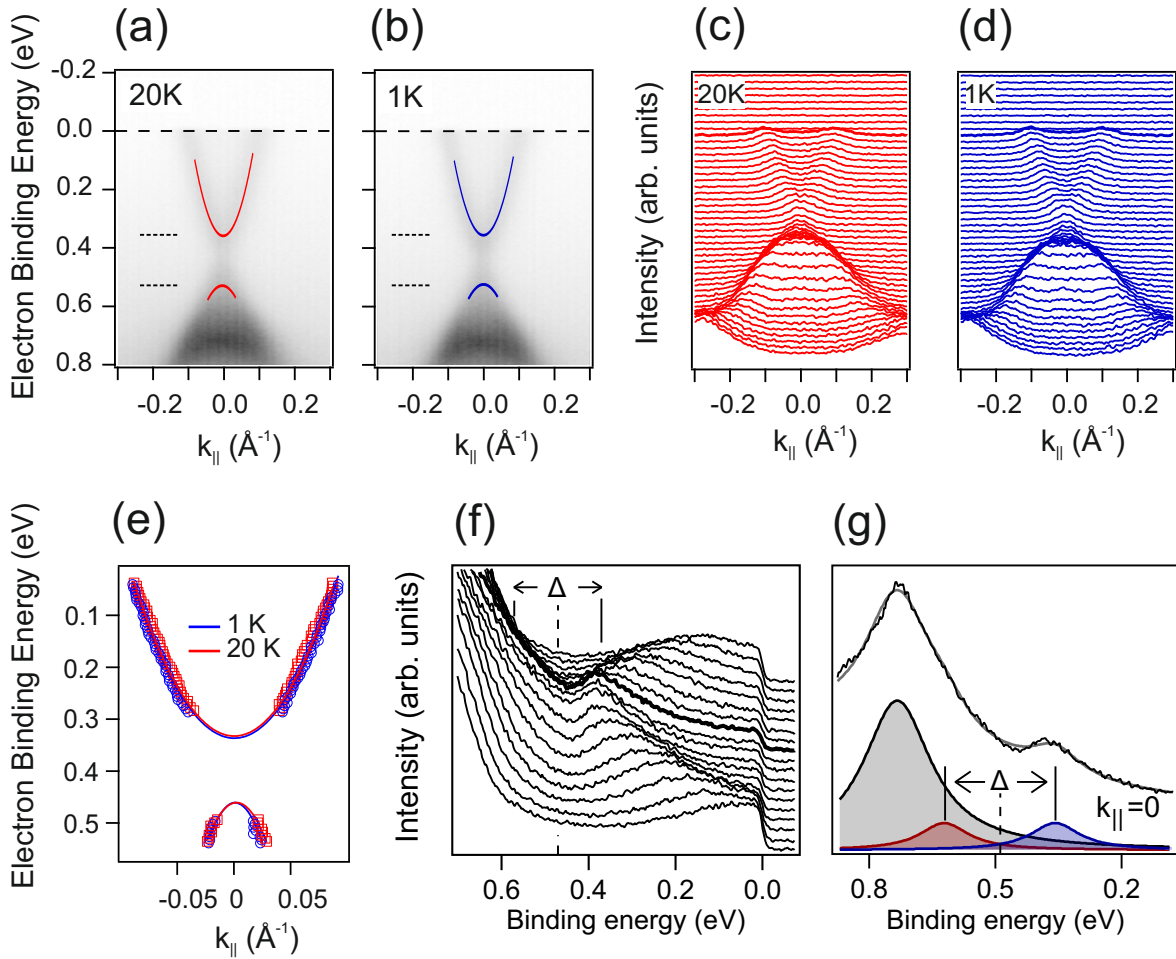 (a)
(b)
(c)
(d)
Electron Binding Energy (eV)
-0.2
0.0
0.2
0.4
0.6
0.8
20K
1K
-0.2 0.0 0.2
k|| (Å-1)
-0.2 0.0 0.2
k|| (Å-1)
Intensity (arb. units)
20K
-0.2 0.0 0.2
k|| (Å-1)
1K
-0.2 0.0 0.2
k|| (Å-1)
(e)
Electron Binding Energy (eV)
0.1
0.2
0.3
0.4
0.5
1 K
20 K
-0.05 0 0.05
k|| (Å-1)
(f)
Intensity (arb. units)
Δ
0.6 0.4 0.2 0.0
Binding energy (eV)
(g)
Δ
k||=0
0.8 0.5 0.2
Binding energy (eV)